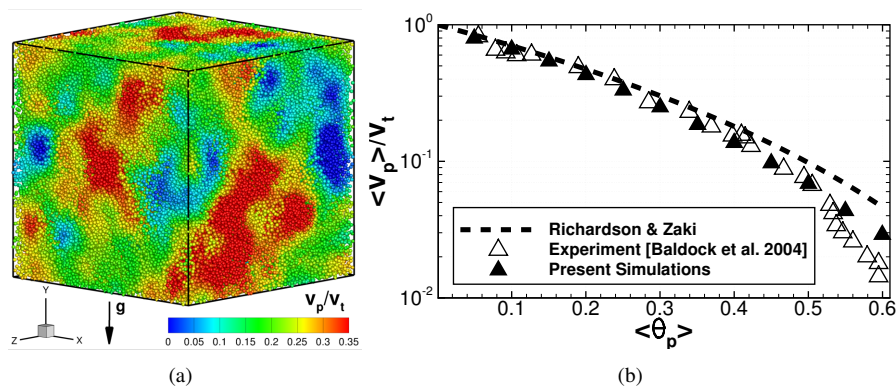 Y
g
Z
X
v_p/v_t
0 0.05 0.1 0.15 0.2 0.25 0.3 0.35
(a)
10^0
10^-1
10^-2
<v_p>/v_t
Richardson & Zaki
Experiment [Baldock et al. 2004]
Present Simulations
0.1 0.2 0.3 0.4 0.5 0.6
<θ_p>
(b)